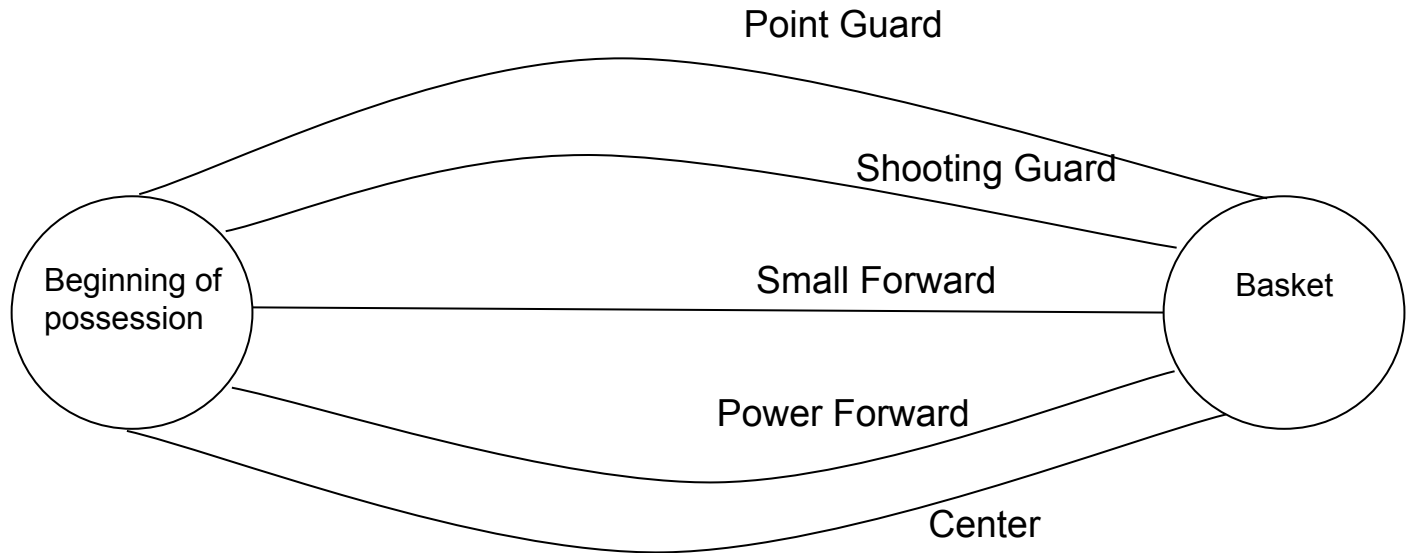 Point Guard
Shooting Guard
Small Forward
Beginning of
possession
Basket
Power Forward
Center